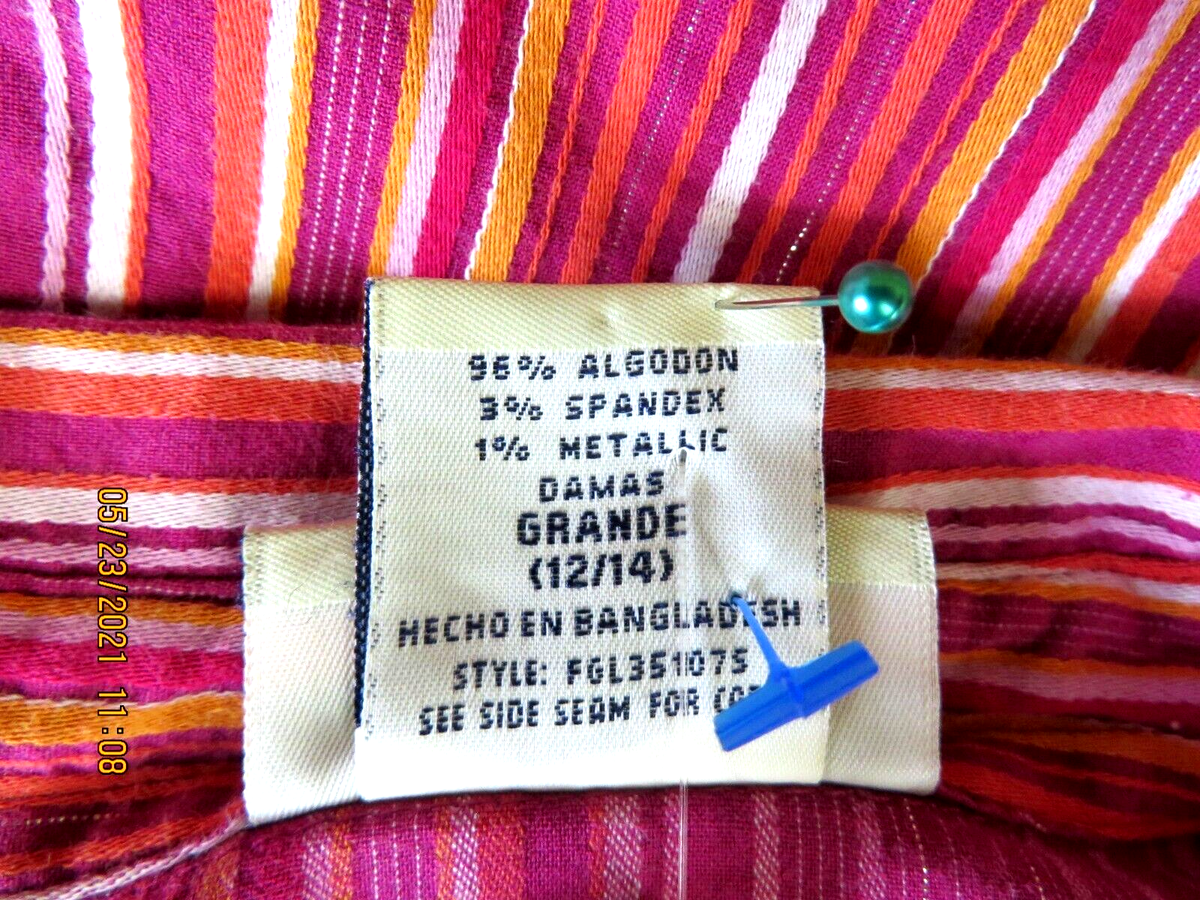 96% ALGODON
3% SPANDEX
1% METALLIC
DAMAS
GRANDE
(12/14)
HECHO EN BANGLADESH
STYLE: FGL351107S
SEE SIDE SEAM FOR
05/23/2021 11:08